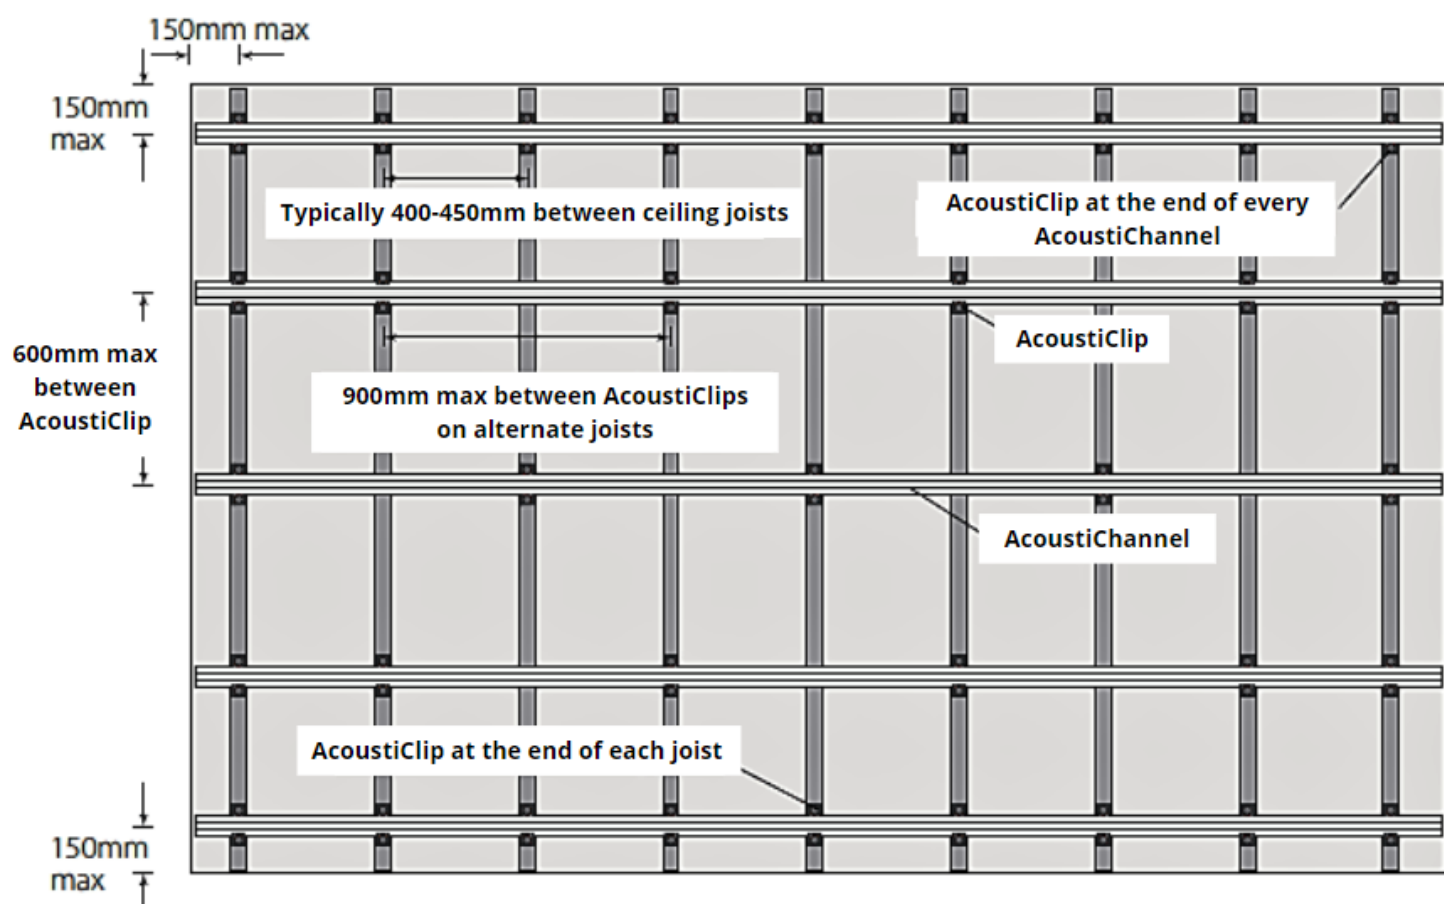 150mm max
150mm
max
Typically 400-450mm between ceiling joists
AcoustiClip at the end of every
AcoustiChannel
AcoustiClip
600mm max
between
AcoustiClip
900mm max between AcoustiClips
on alternate joists
AcoustiChannel
AcoustiClip at the end of each joist
150mm
max